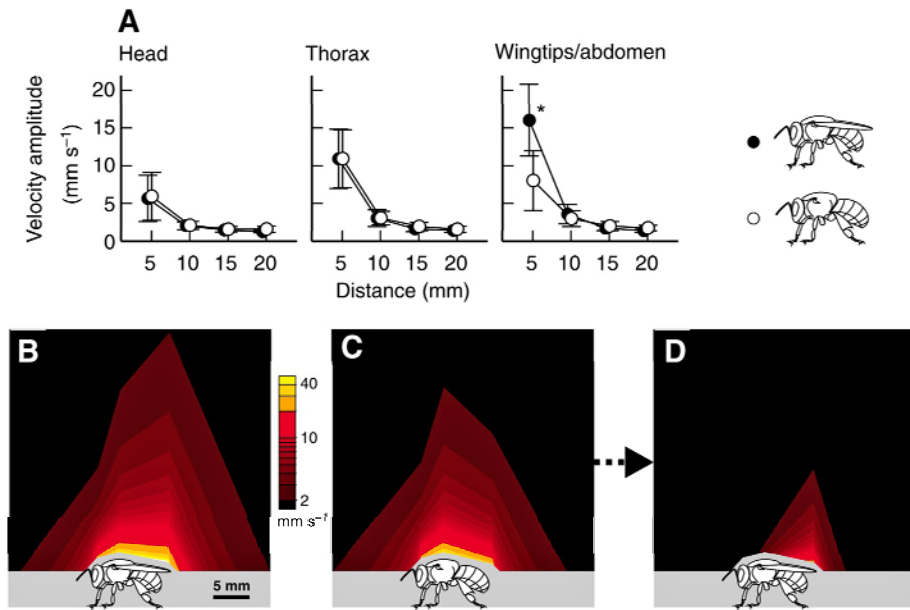 A
Head
Thorax
Wingtips/abdomen
Velocity amplitude
(mm s⁻¹)
20
15
10
5
0
*
5 10 15 20
5 10 15 20
5 10 15 20
Distance (mm)
B
C
D
40
10
2
mm s⁻¹
5 mm